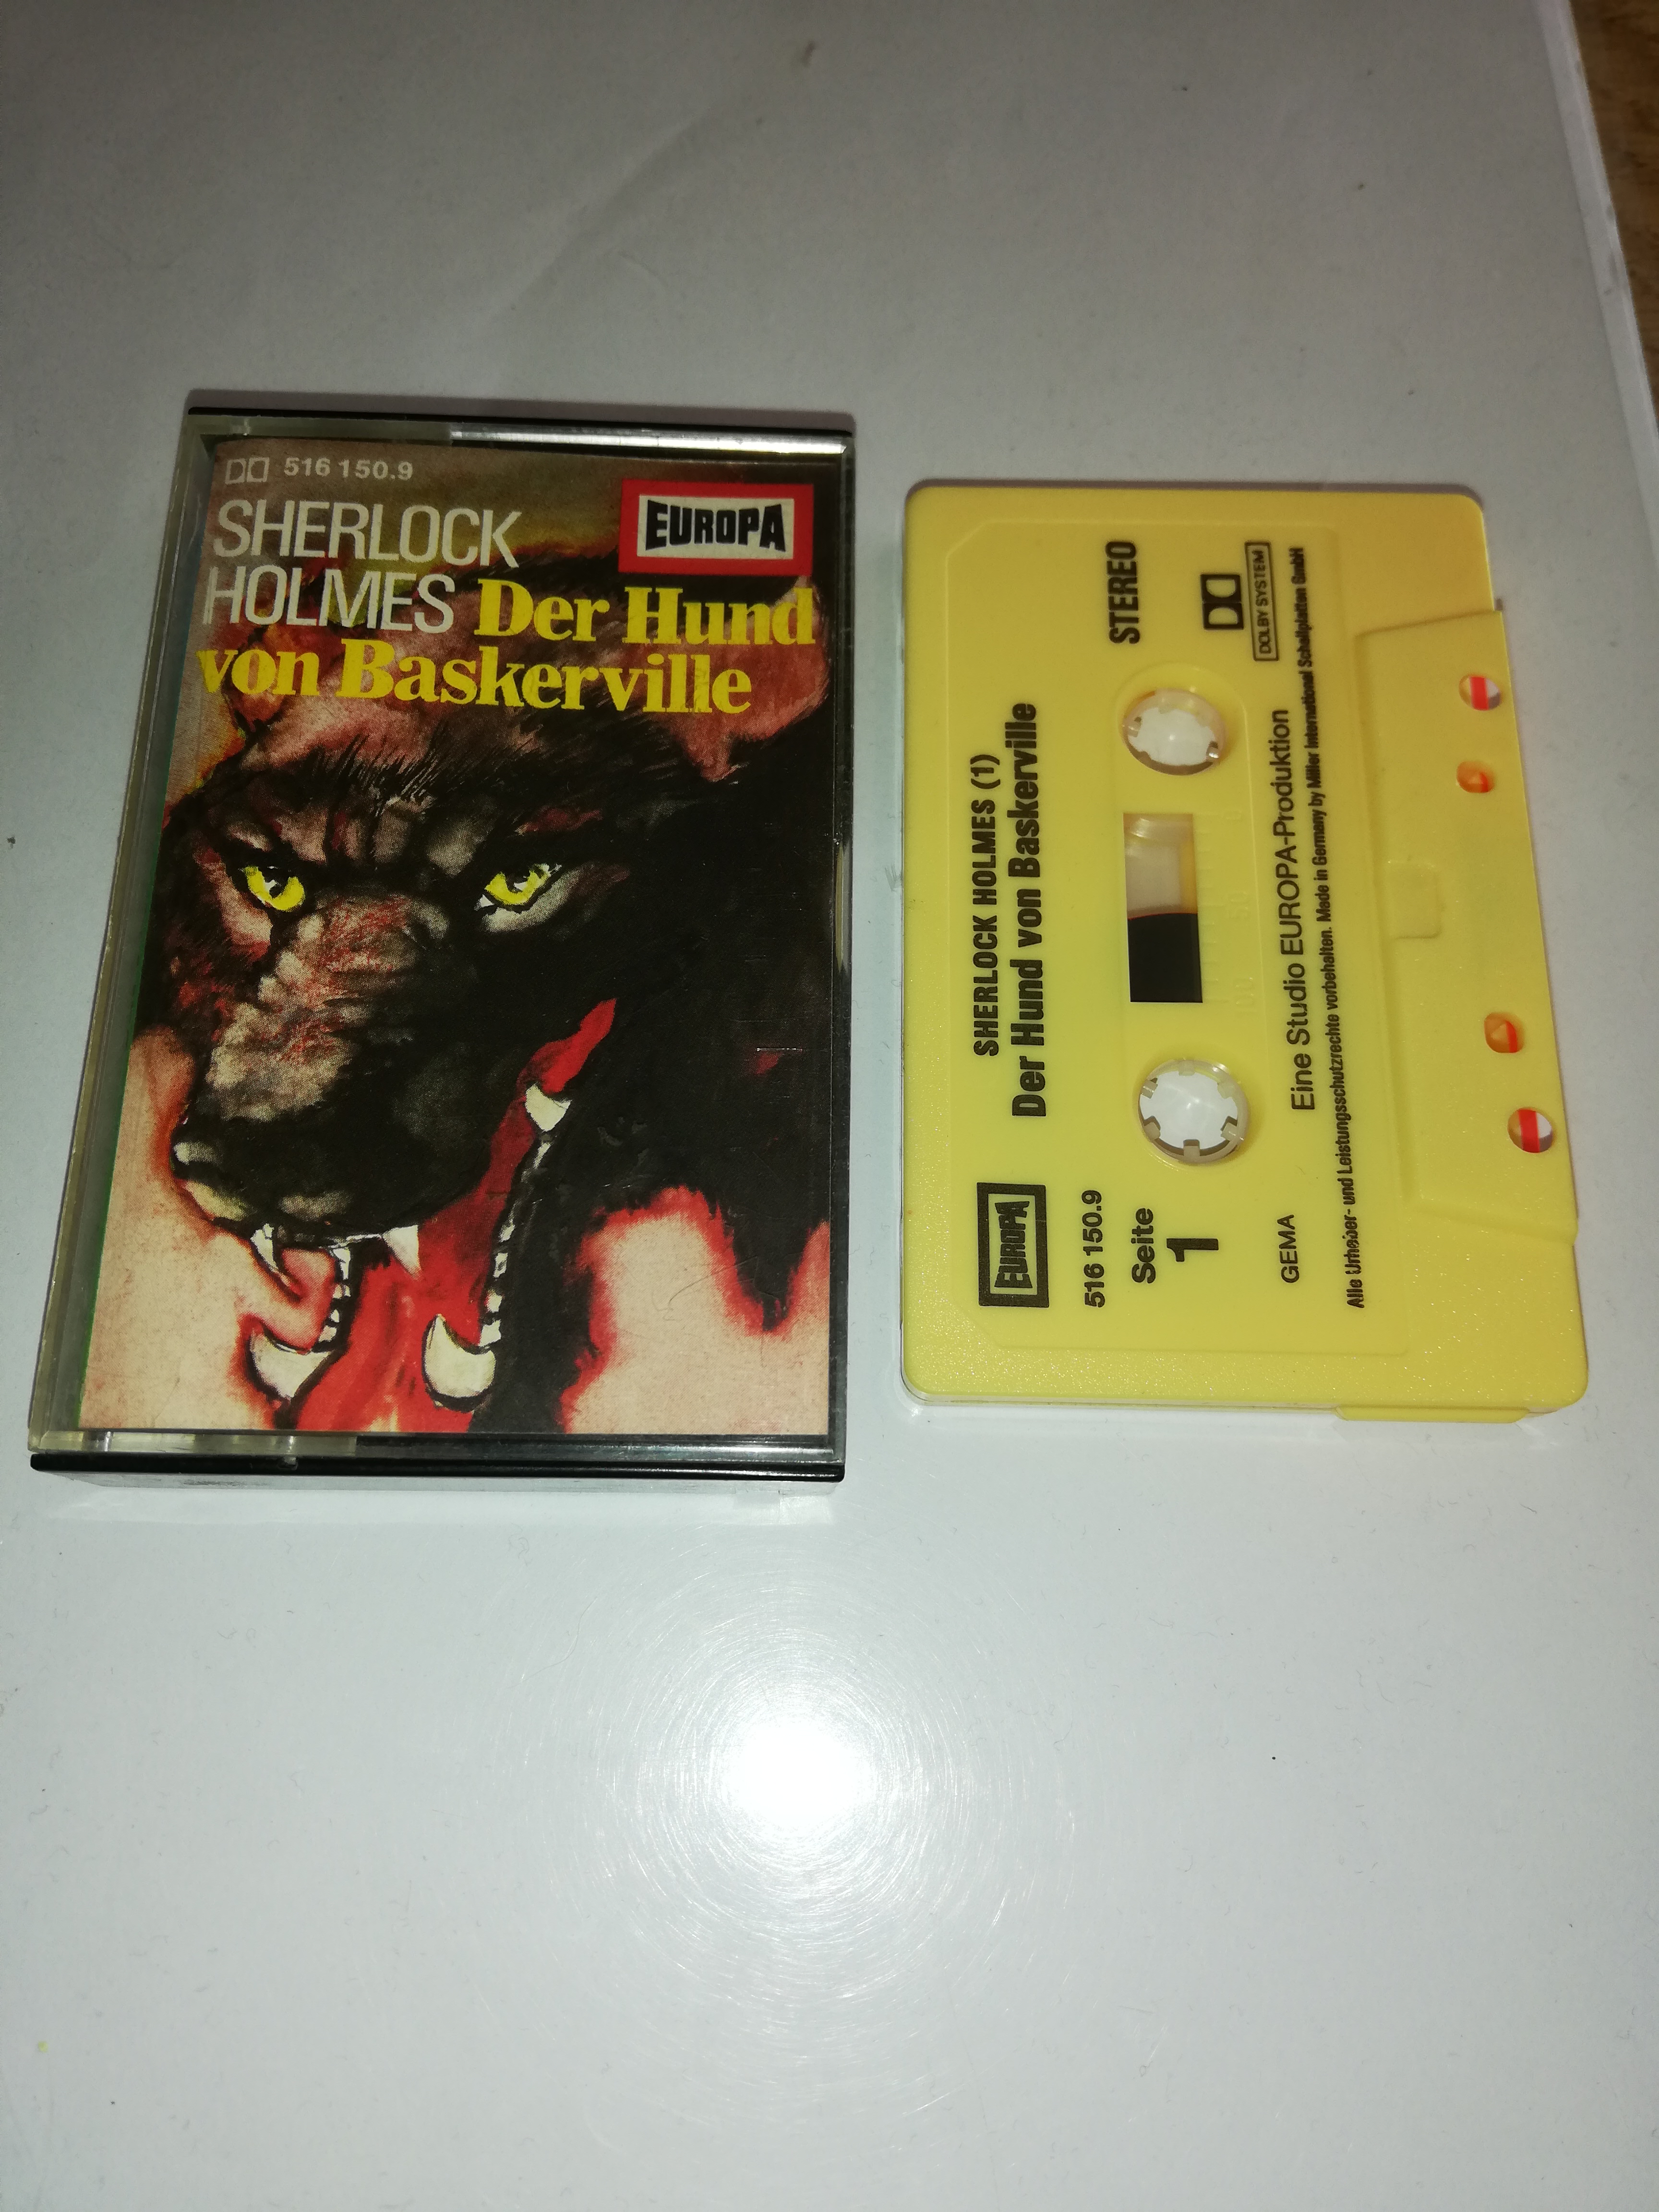 516 150.9
EUROPA
SHERLOCK
HOLMES Der Hund
von Baskerville
SHERLOCK HOLMES (1)
Der Hund von Baskerville
EUROPA
516 150.9
STEREO
Seite
1
DOLBY SYSTEM
GEMA
Eine Studio EUROPA-Produktion
Alle Urheber- und Leistungsschutzrechte vorbehalten. Made in Germany by Miller International Schallplatten GmbH